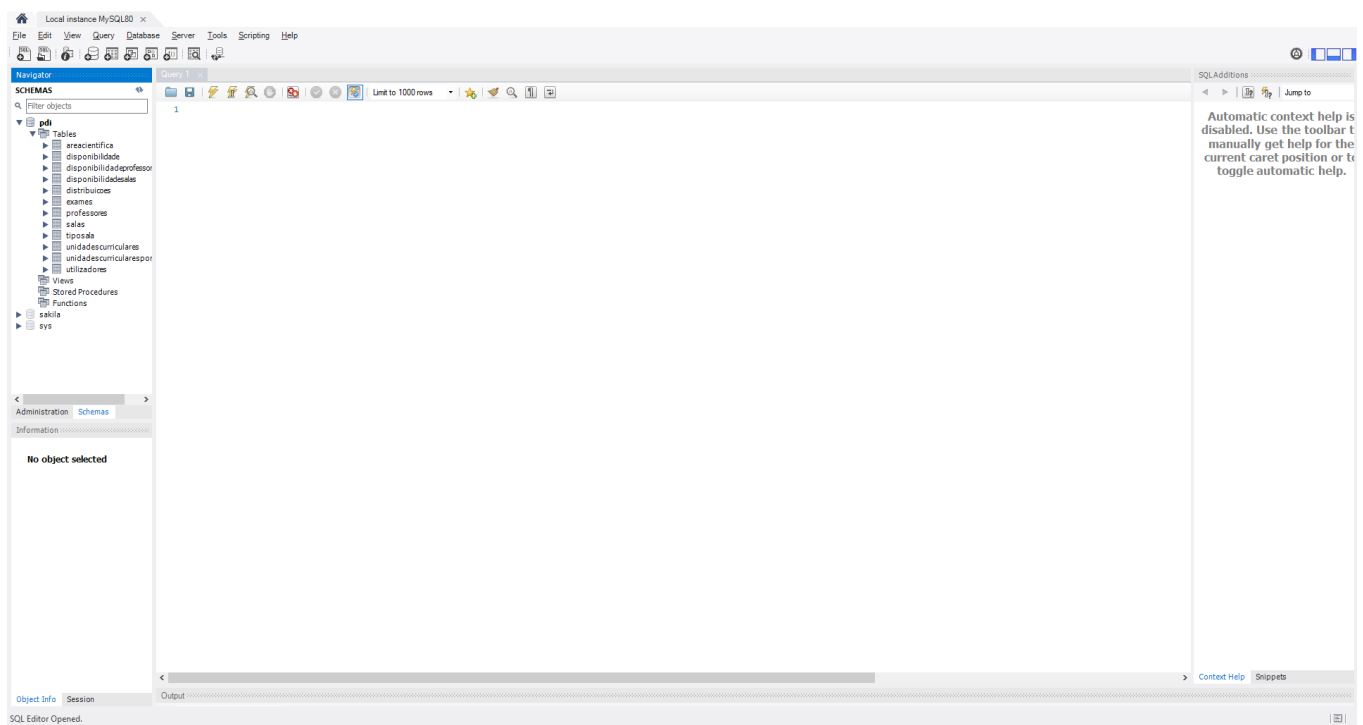 Local instance MySQL80
File Edit View Query Database Server Tools Scripting Help
Navigator
SCHEMAS
Filter objects
pdi
Tables
areacientifica
disponibilidade
disponibilidadeprofessor
disponibilidadesalas
distribuicoes
exames
professores
salas
tiposala
unidadescurriculares
unidadescurricularespor
utilizadores
Views
Stored Procedures
Functions
sakila
sys
Administration Schemas
Information
No object selected
Object Info Session
SQL Editor Opened.
Query 1
Limit to 1000 rows
1
Output
SQLAdditions
Jump to
Automatic context help is
disabled. Use the toolbar t
manually get help for the
current caret position or to
toggle automatic help.
Context Help Snippets